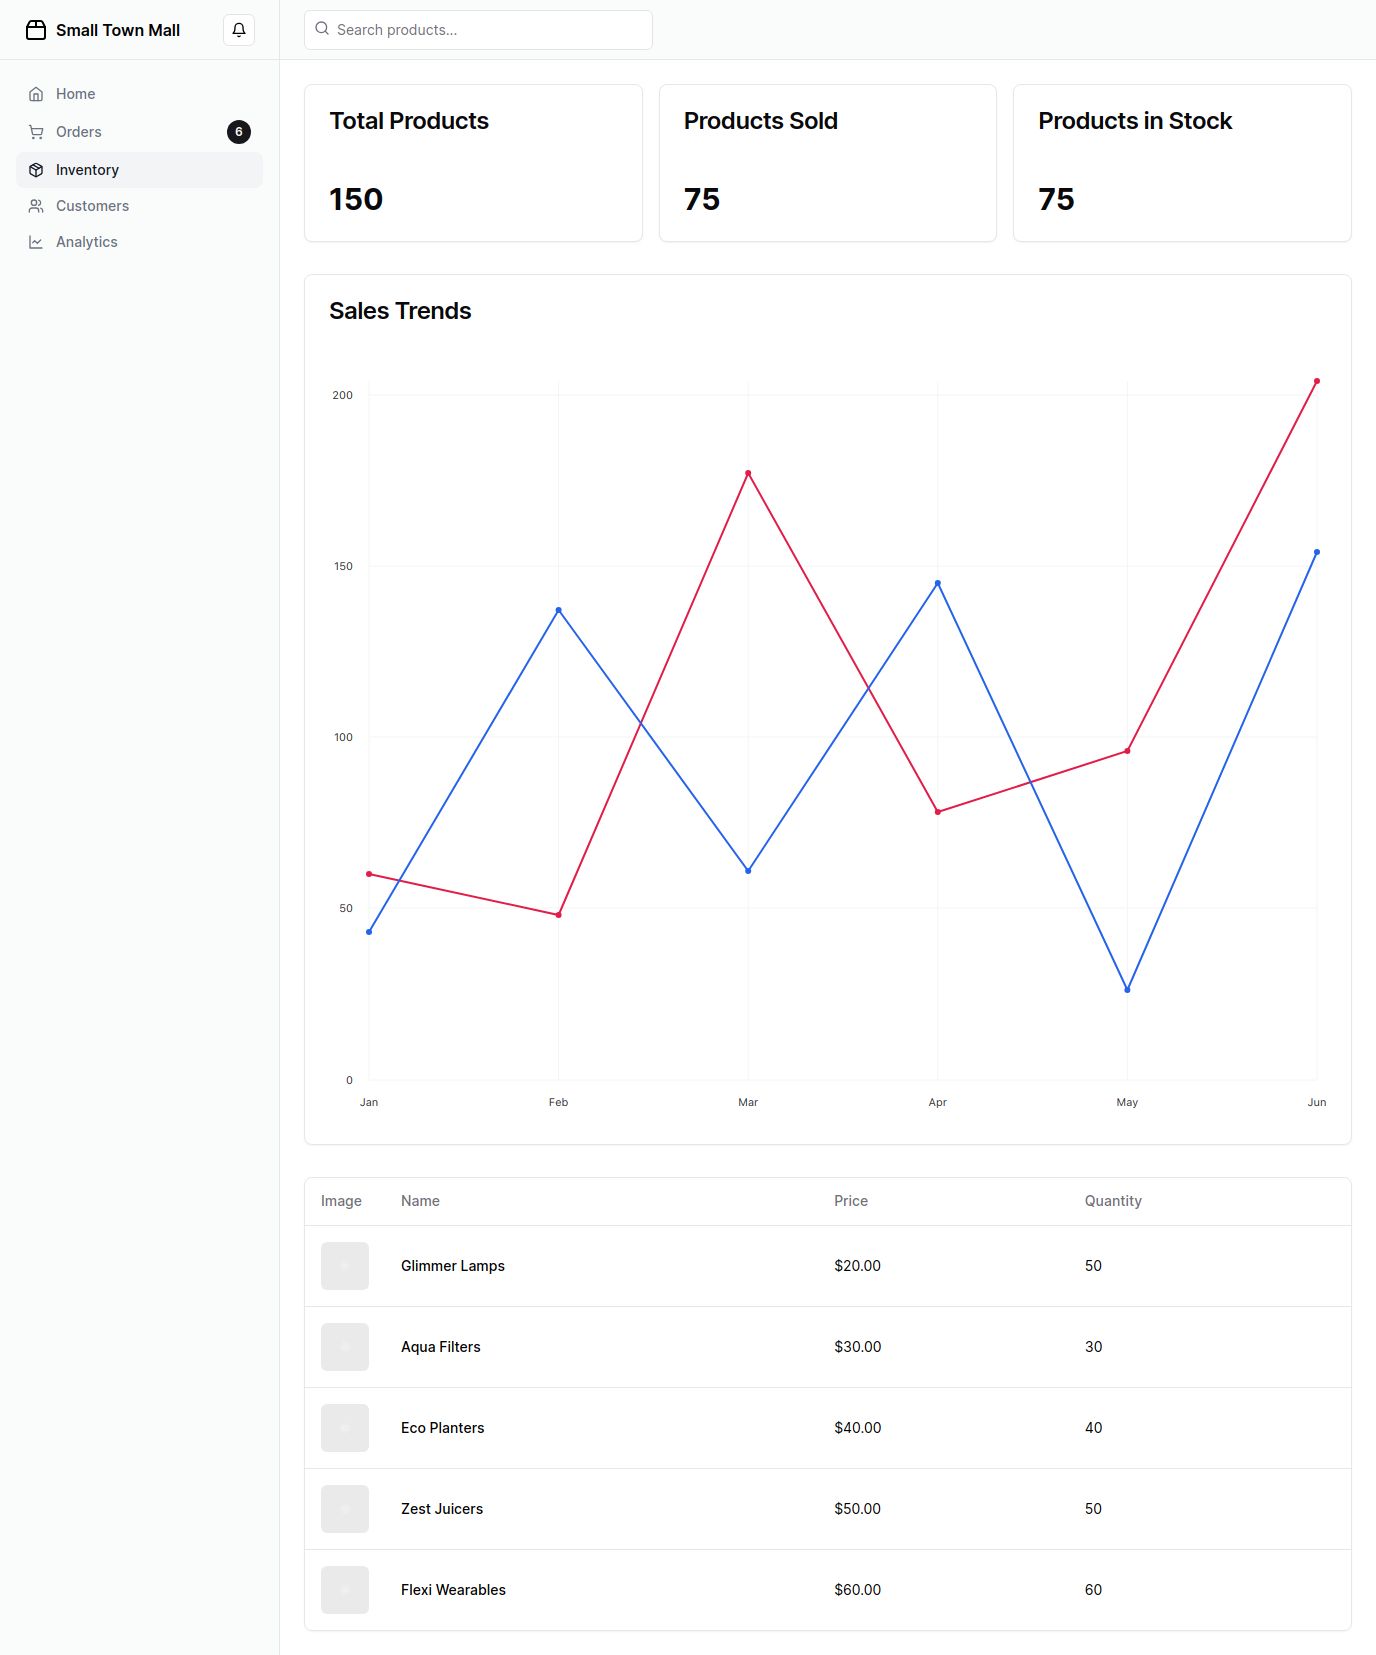 Small Town Mall
Search products...
Home
Orders 6
Inventory
Customers
Analytics
Total Products
150
Products Sold
75
Products in Stock
75
Sales Trends
200
150
100
50
0
Jan Feb Mar Apr May Jun
Image Name Price Quantity
Glimmer Lamps $20.00 50
Aqua Filters $30.00 30
Eco Planters $40.00 40
Zest Juicers $50.00 50
Flexi Wearables $60.00 60